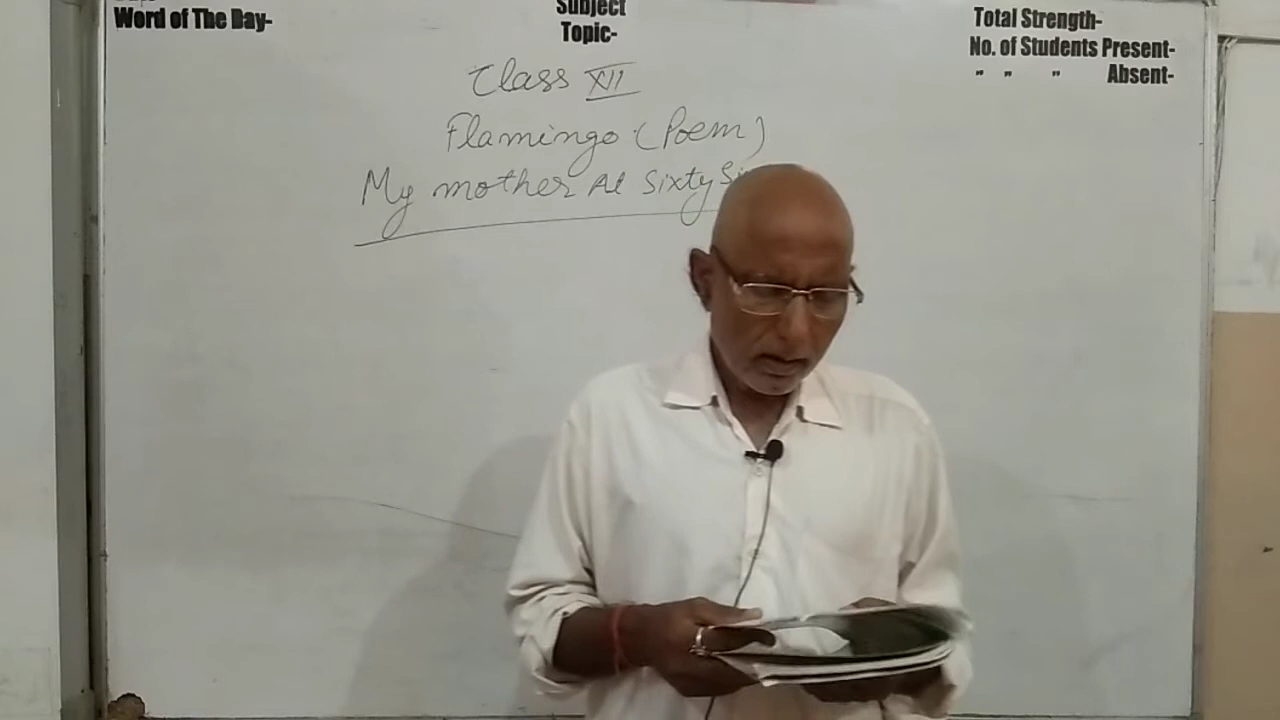 Word of The Day-
Subject
Topic-
Total Strength-
No. of Students Present-
" " " Absent-
Class XII
Flamingo (Poem)
My mother At Sixty